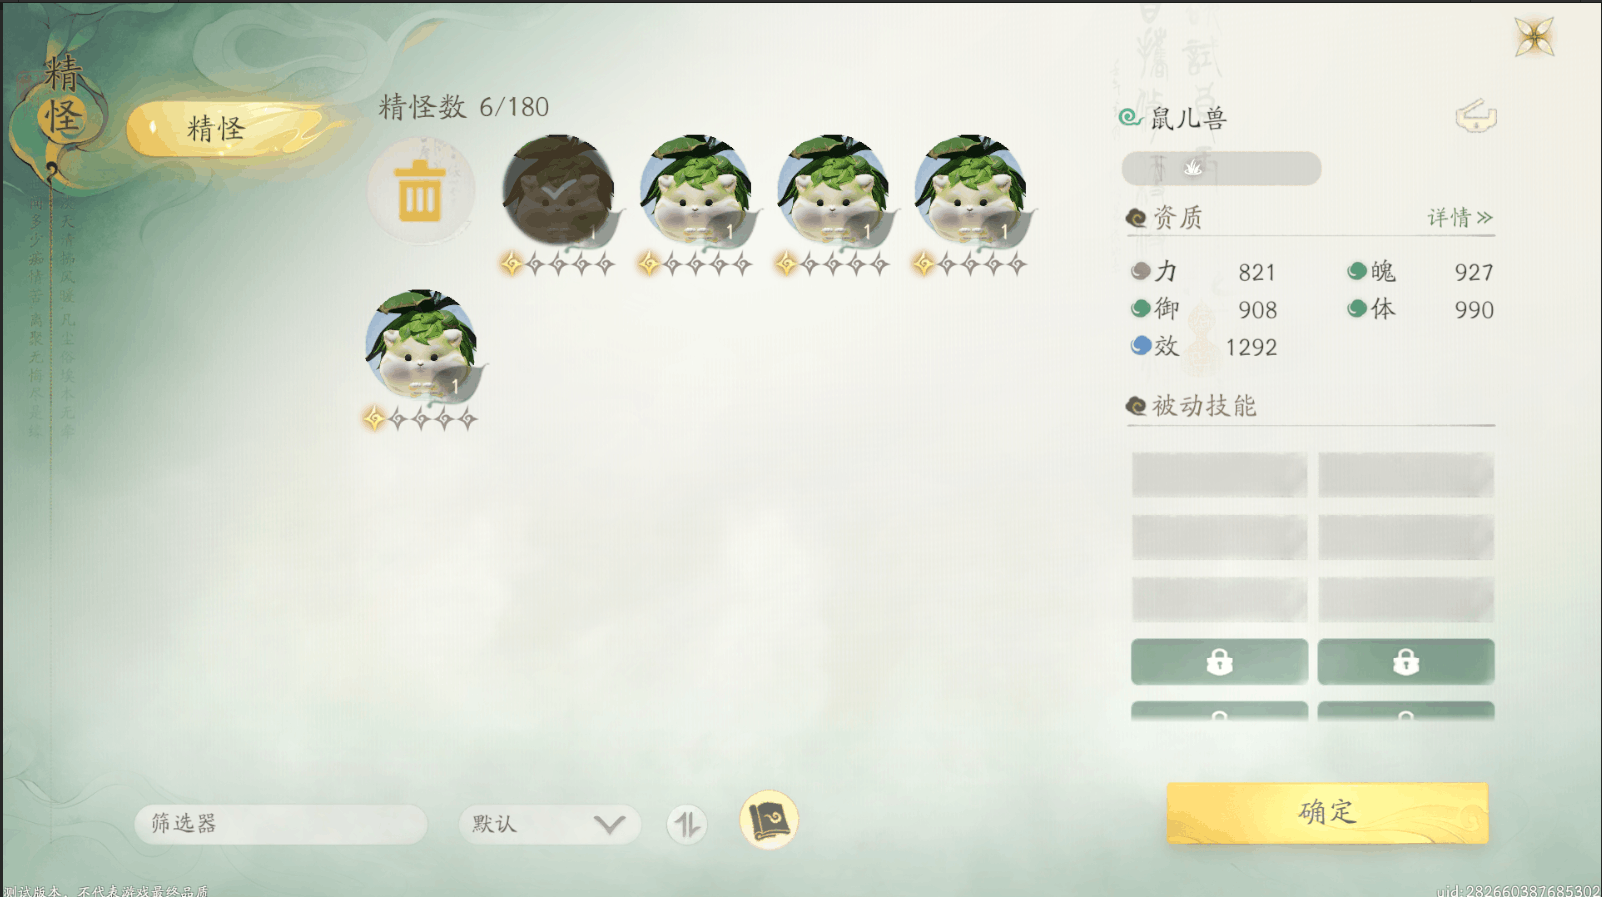 精怪
精怪
精怪数 6/180
1
1
1
1
1
鼠儿兽
资质
详情
力 821
魄 927
御 908
体 990
效 1292
被动技能
筛选器
默认
确定
测试版本，不代表游戏最终品质
uid:282660387685302